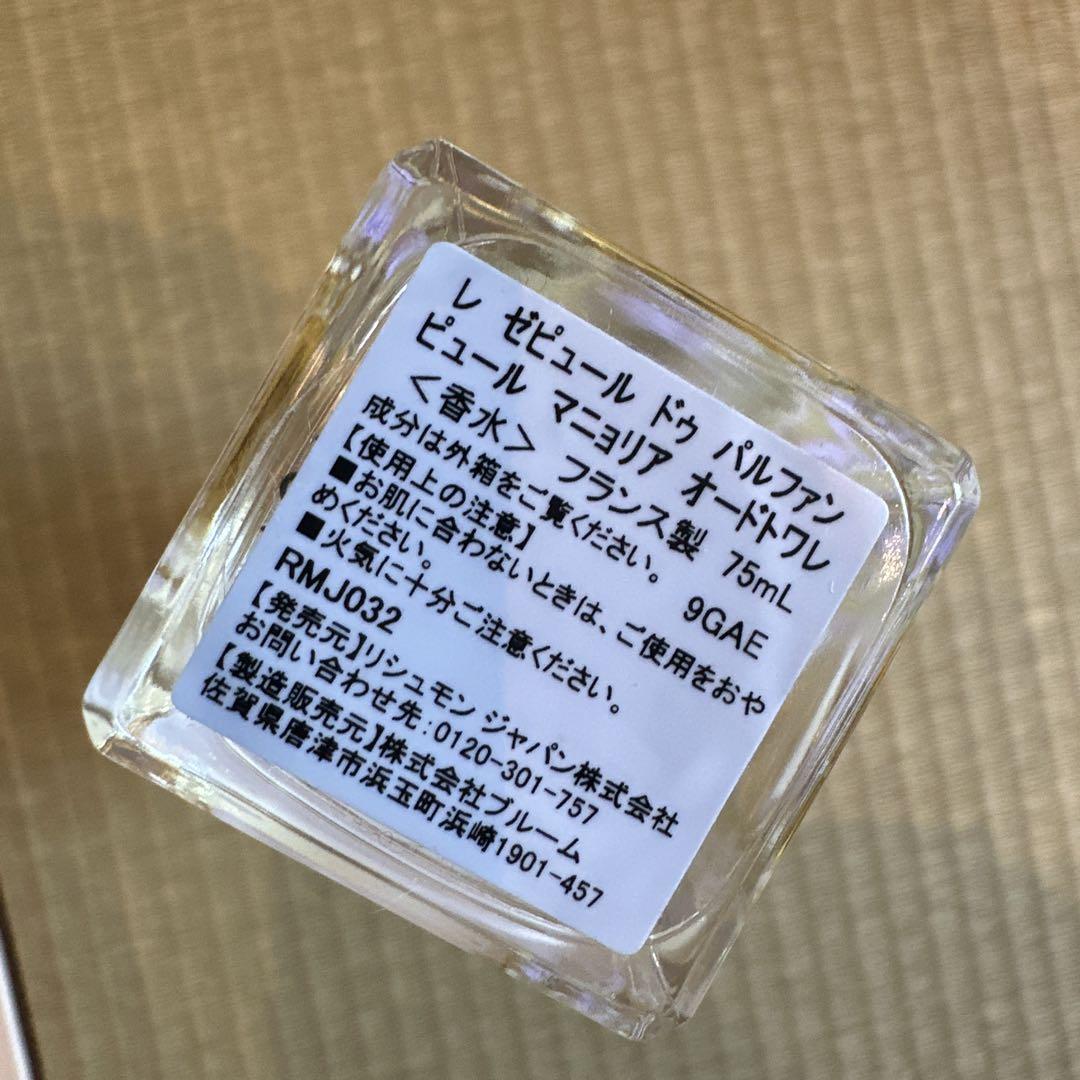 レ ゼピュール ドゥ パルファン
ピュール マニョリア オードトワレ
＜香水＞ フランス製 75mL
成分は外箱をご覧ください。 9GAE
【使用上の注意】
■お肌に合わないときは、ご使用をおや
めください。
■火気に十分ご注意ください。
RMJ032
【発売元】リシュモン ジャパン株式会社
お問い合わせ先：0120-301-757
【製造販売元】株式会社ブルーム
佐賀県唐津市浜玉町浜崎1901-457